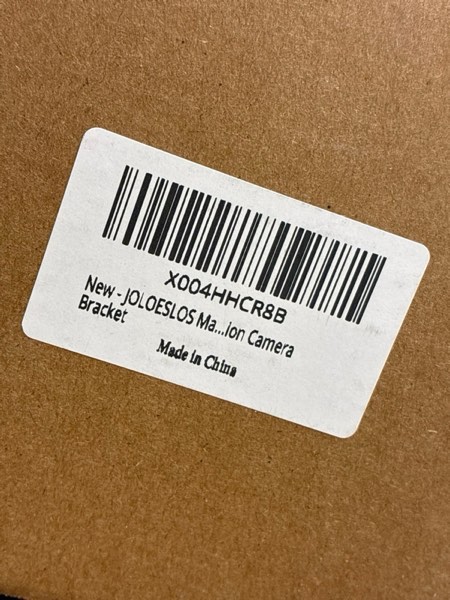 X004HHCR8B
New - JOLOESLOS Ma...ion Camera
Bracket
Made in China